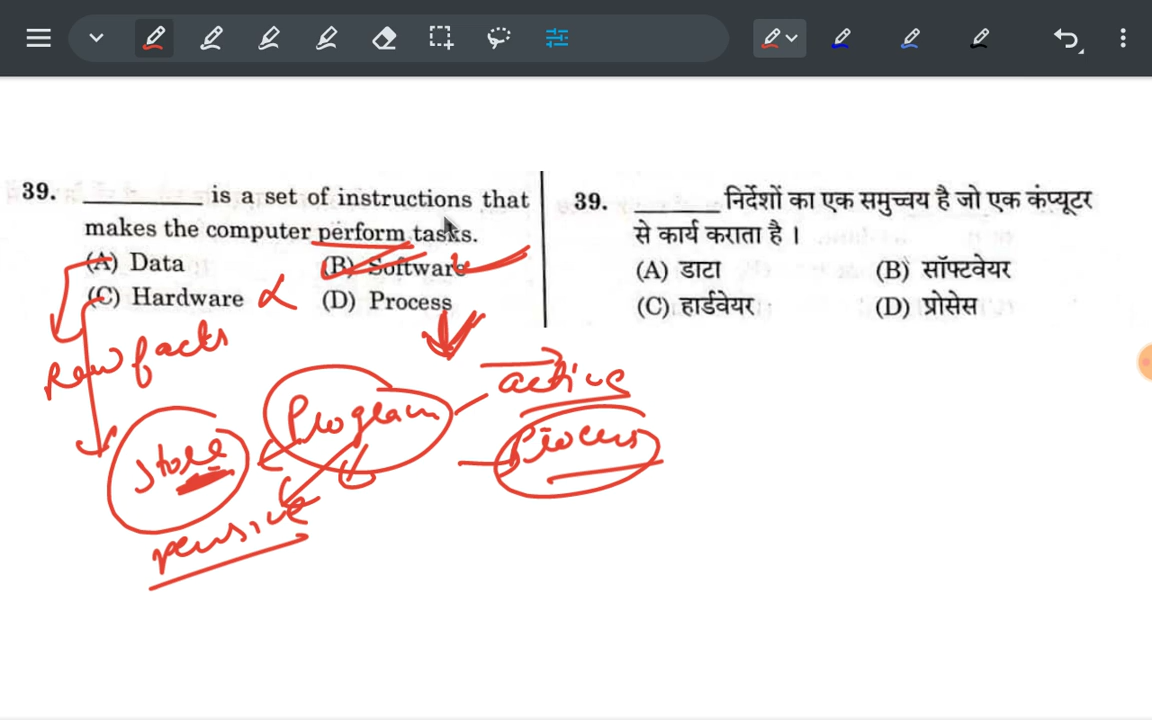 39. ________ is a set of instructions that
makes the computer perform tasks.
(A) Data (B) Software
(C) Hardware (D) Process
39. ______ निर्देशों का एक समुच्चय है जो एक कंप्यूटर
से कार्य कराता है ।
(A) डाटा (B) सॉफ्टवेयर
(C) हार्डवेयर (D) प्रोसेस
Raw facts
active
Program
Process
store